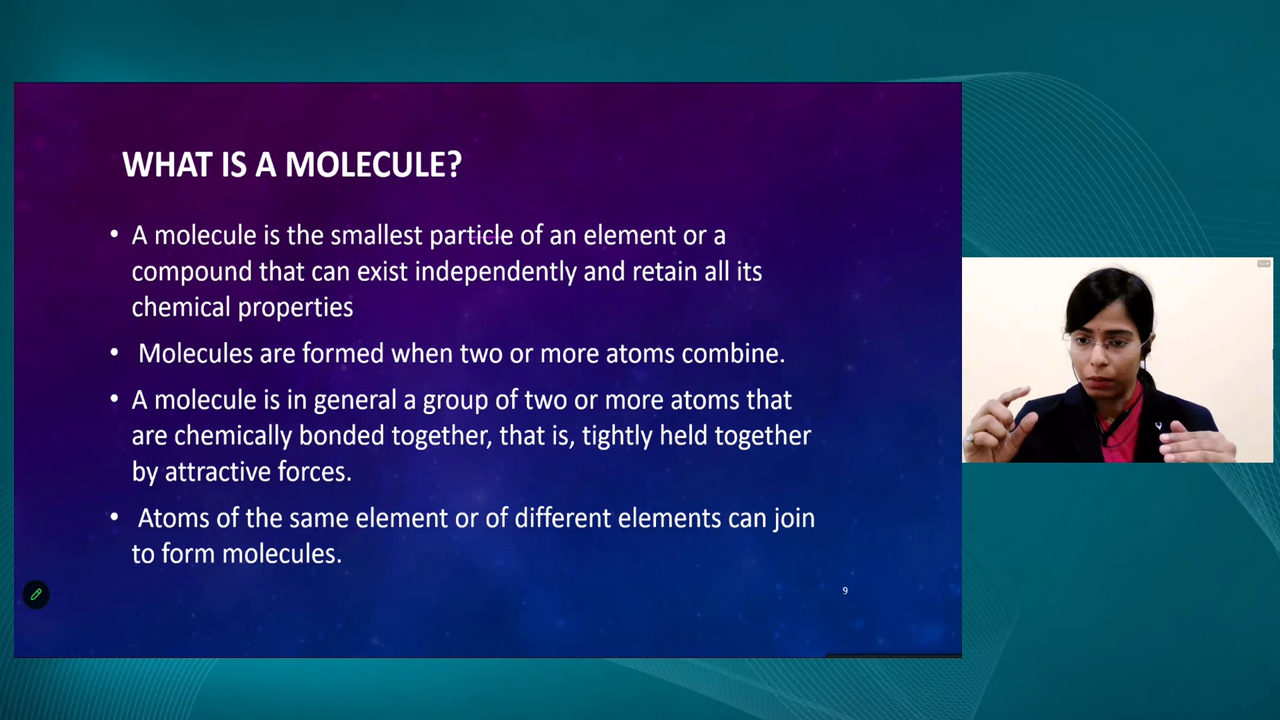 WHAT IS A MOLECULE?
• A molecule is the smallest particle of an element or a
compound that can exist independently and retain all its
chemical properties
• Molecules are formed when two or more atoms combine.
• A molecule is in general a group of two or more atoms that
are chemically bonded together, that is, tightly held together
by attractive forces.
• Atoms of the same element or of different elements can join
to form molecules.
9